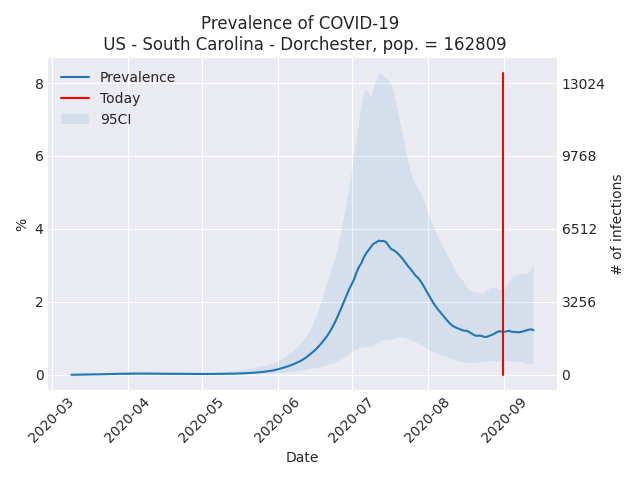 Prevalence of COVID-19
US - South Carolina - Dorchester, pop. = 162809
Prevalence
Today
95CI
8
6
4
2
0
%
13024
9768
6512
3256
0
# of infections
2020-03
2020-04
2020-05
2020-06
2020-07
2020-08
2020-09
Date